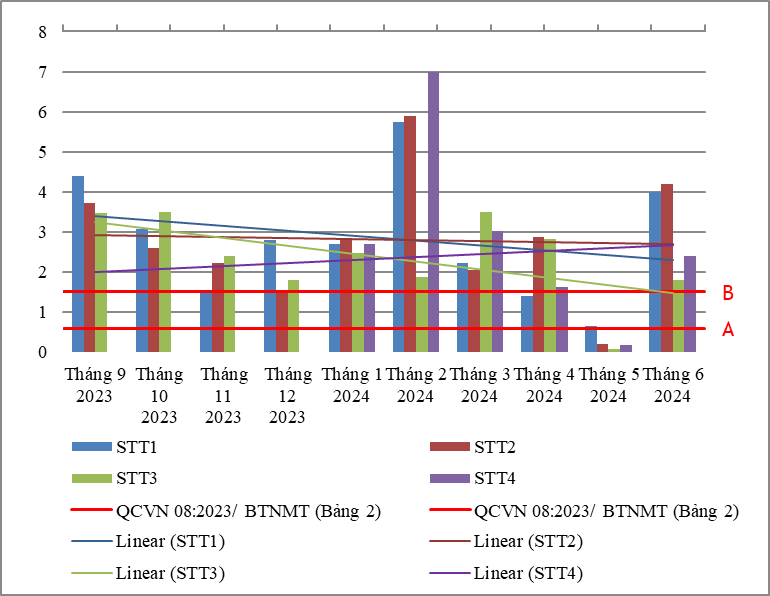 8
7
6
5
4
3
2
1
0
B
A
Tháng 9 2023
Tháng 10 2023
Tháng 11 2023
Tháng 12 2023
Tháng 1 2024
Tháng 2 2024
Tháng 3 2024
Tháng 4 2024
Tháng 5 2024
Tháng 6 2024
STT1
STT2
STT3
STT4
QCVN 08:2023/ BTNMT (Bảng 2)
QCVN 08:2023/ BTNMT (Bảng 2)
Linear (STT1)
Linear (STT2)
Linear (STT3)
Linear (STT4)